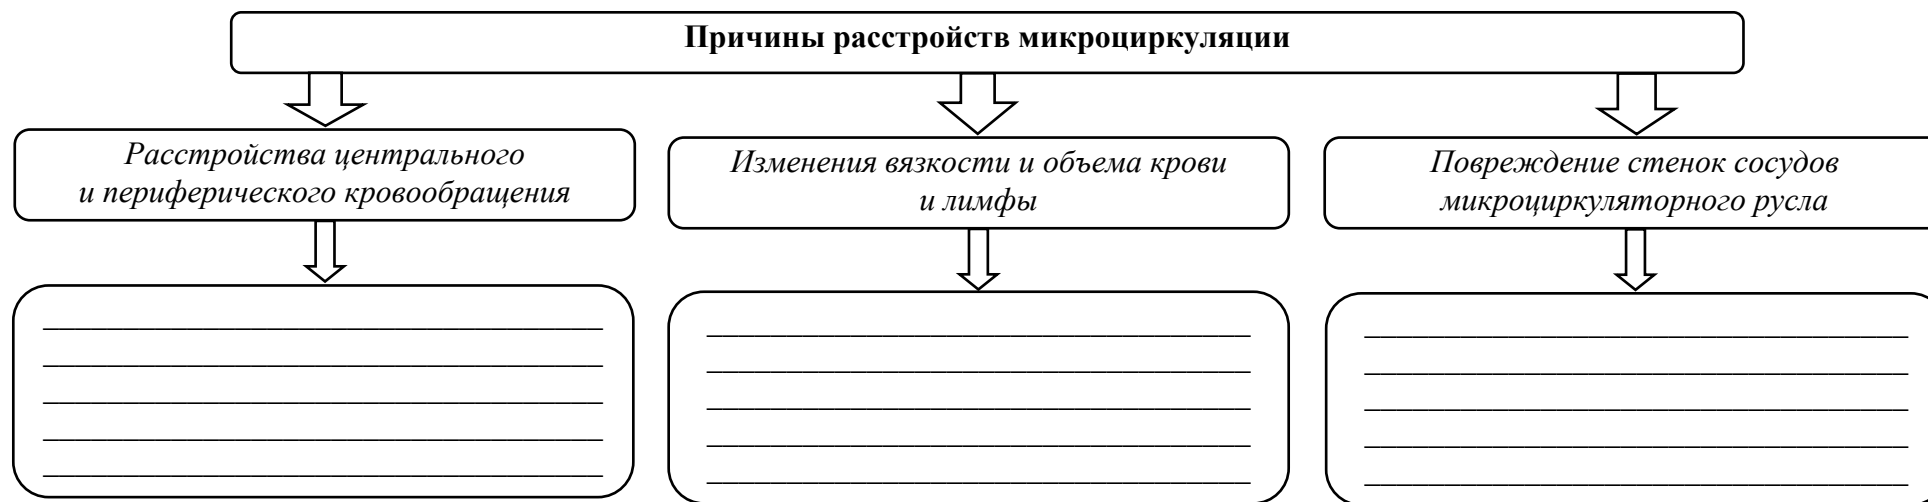 Причины расстройств микроциркуляции
Расстройства центрального
и периферического кровообращения
Изменения вязкости и объема крови
и лимфы
Повреждение стенок сосудов
микроциркуляторного русла